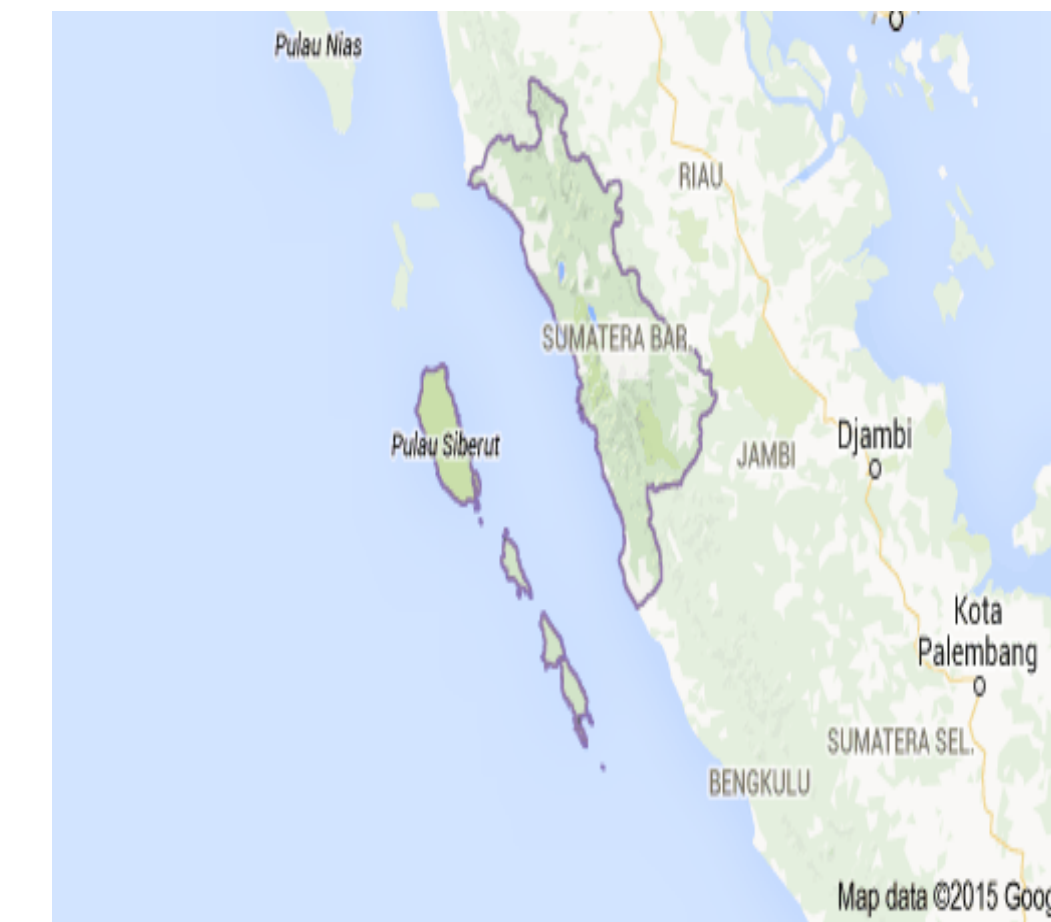 Pulau Nias
RIAU
SUMATERA BAR.
Pulau Siberut
Djambi
JAMBI
Kota
Palembang
SUMATERA SEL.
BENGKULU
Map data ©2015 Goog